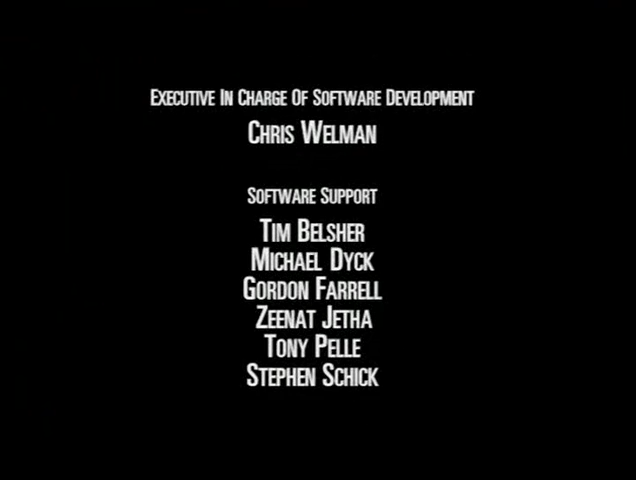 Executive In Charge Of Software Development
Chris Welman
Software Support
Tim Belsher
Michael Dyck
Gordon Farrell
Zeenat Jetha
Tony Pelle
Stephen Schick